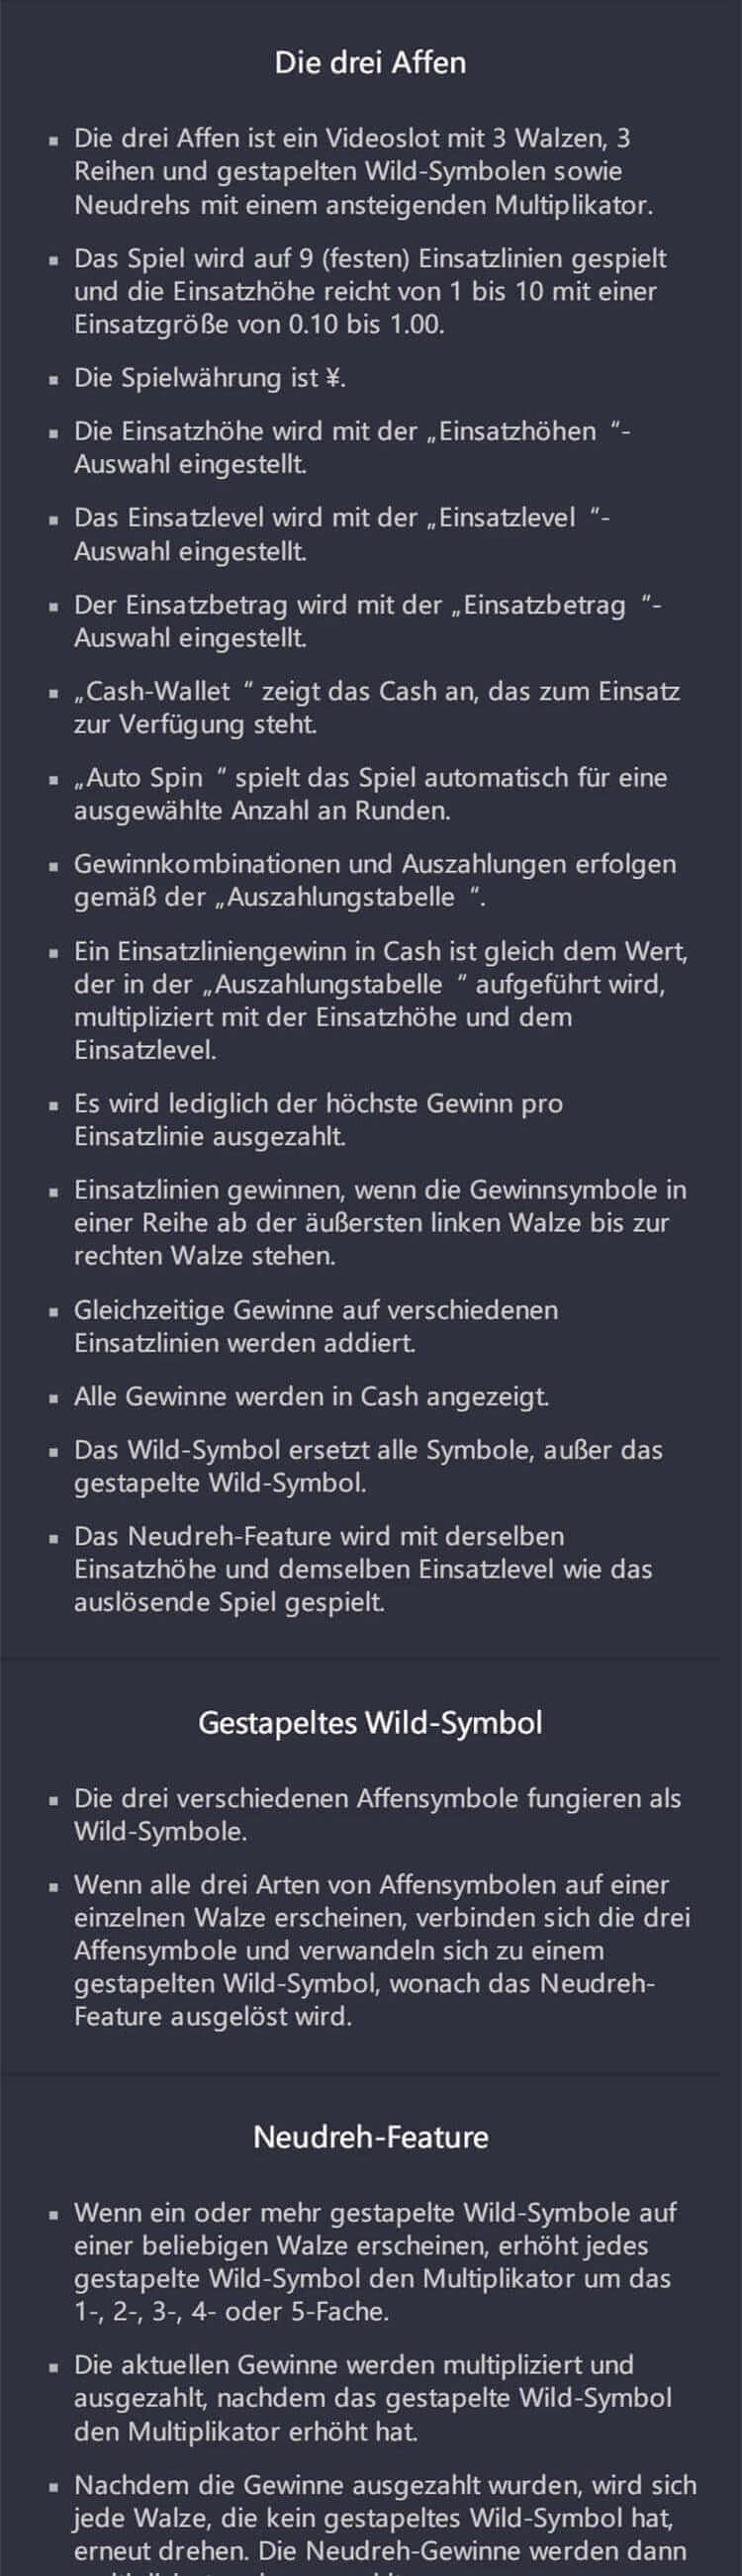 Die drei Affen
▪ Die drei Affen ist ein Videoslot mit 3 Walzen, 3
Reihen und gestapelten Wild-Symbolen sowie
Neudrehs mit einem ansteigenden Multiplikator.
▪ Das Spiel wird auf 9 (festen) Einsatzlinien gespielt
und die Einsatzhöhe reicht von 1 bis 10 mit einer
Einsatzgröße von 0.10 bis 1.00.
▪ Die Spielwährung ist ¥.
▪ Die Einsatzhöhe wird mit der „Einsatzhöhen “-
Auswahl eingestellt.
▪ Das Einsatzlevel wird mit der „Einsatzlevel “-
Auswahl eingestellt.
▪ Der Einsatzbetrag wird mit der „Einsatzbetrag “-
Auswahl eingestellt.
▪ „Cash-Wallet “ zeigt das Cash an, das zum Einsatz
zur Verfügung steht.
▪ „Auto Spin “ spielt das Spiel automatisch für eine
ausgewählte Anzahl an Runden.
▪ Gewinnkombinationen und Auszahlungen erfolgen
gemäß der „Auszahlungstabelle “.
▪ Ein Einsatzliniengewinn in Cash ist gleich dem Wert,
der in der „Auszahlungstabelle “ aufgeführt wird,
multipliziert mit der Einsatzhöhe und dem
Einsatzlevel.
▪ Es wird lediglich der höchste Gewinn pro
Einsatzlinie ausgezahlt.
▪ Einsatzlinien gewinnen, wenn die Gewinnsymbole in
einer Reihe ab der äußersten linken Walze bis zur
rechten Walze stehen.
▪ Gleichzeitige Gewinne auf verschiedenen
Einsatzlinien werden addiert.
▪ Alle Gewinne werden in Cash angezeigt.
▪ Das Wild-Symbol ersetzt alle Symbole, außer das
gestapelte Wild-Symbol.
▪ Das Neudreh-Feature wird mit derselben
Einsatzhöhe und demselben Einsatzlevel wie das
auslösende Spiel gespielt.
Gestapeltes Wild-Symbol
▪ Die drei verschiedenen Affensymbole fungieren als
Wild-Symbole.
▪ Wenn alle drei Arten von Affensymbolen auf einer
einzelnen Walze erscheinen, verbinden sich die drei
Affensymbole und verwandeln sich zu einem
gestapelten Wild-Symbol, wonach das Neudreh-
Feature ausgelöst wird.
Neudreh-Feature
▪ Wenn ein oder mehr gestapelte Wild-Symbole auf
einer beliebigen Walze erscheinen, erhöht jedes
gestapelte Wild-Symbol den Multiplikator um das
1-, 2-, 3-, 4- oder 5-Fache.
▪ Die aktuellen Gewinne werden multipliziert und
ausgezahlt, nachdem das gestapelte Wild-Symbol
den Multiplikator erhöht hat.
▪ Nachdem die Gewinne ausgezahlt wurden, wird sich
jede Walze, die kein gestapeltes Wild-Symbol hat,
erneut drehen. Die Neudreh-Gewinne werden dann